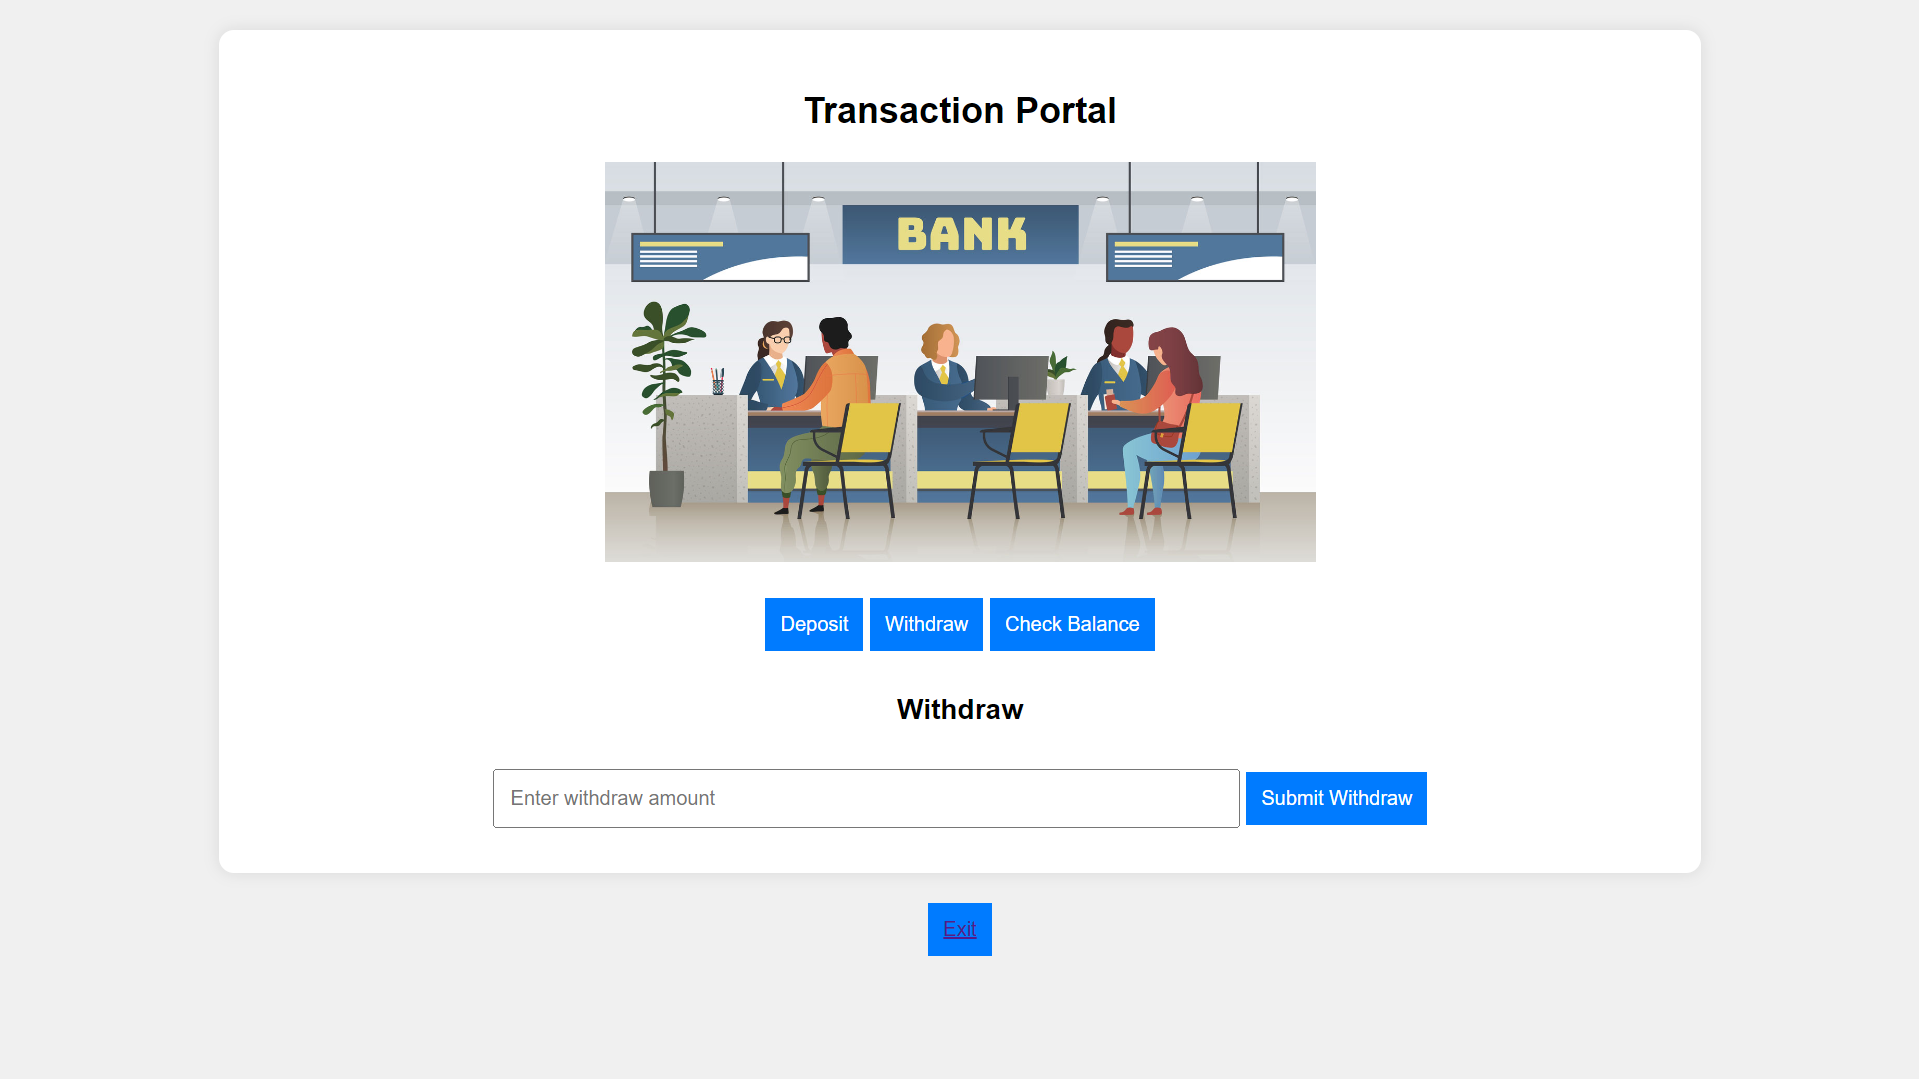 Transaction Portal
BANK
Deposit Withdraw Check Balance
Withdraw
Enter withdraw amount Submit Withdraw
Exit